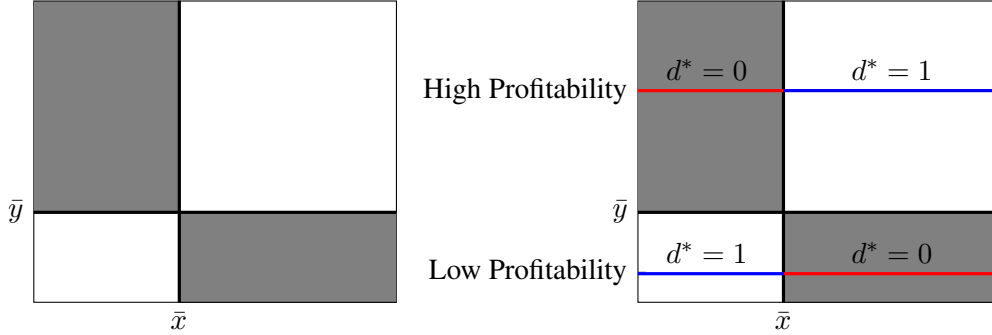 ȳ
x̄
High Profitability
d* = 0
d* = 1
ȳ
Low Profitability
d* = 1
d* = 0
x̄